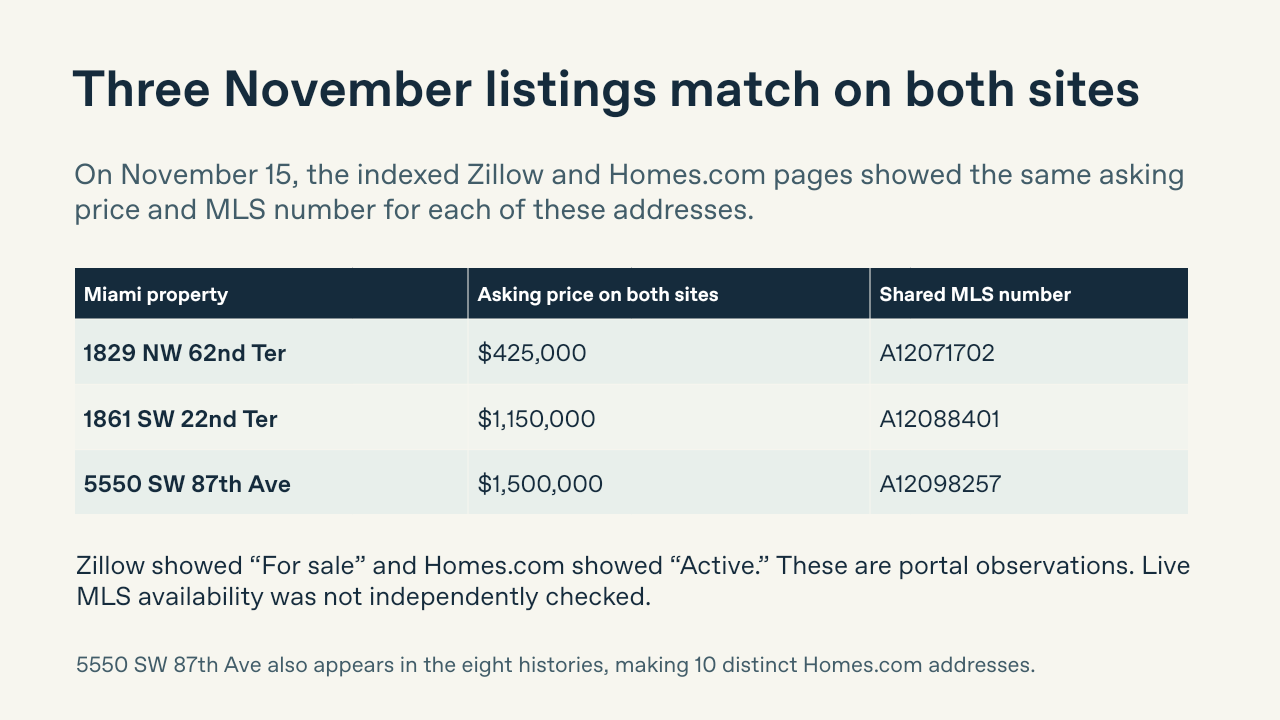 Three November listings match on both sites
On November 15, the indexed Zillow and Homes.com pages showed the same asking
price and MLS number for each of these addresses.
Miami property Asking price on both sites Shared MLS number
1829 NW 62nd Ter $425,000 A12071702
1861 SW 22nd Ter $1,150,000 A12088401
5550 SW 87th Ave $1,500,000 A12098257
Zillow showed “For sale” and Homes.com showed “Active.” These are portal observations. Live
MLS availability was not independently checked.
5550 SW 87th Ave also appears in the eight histories, making 10 distinct Homes.com addresses.